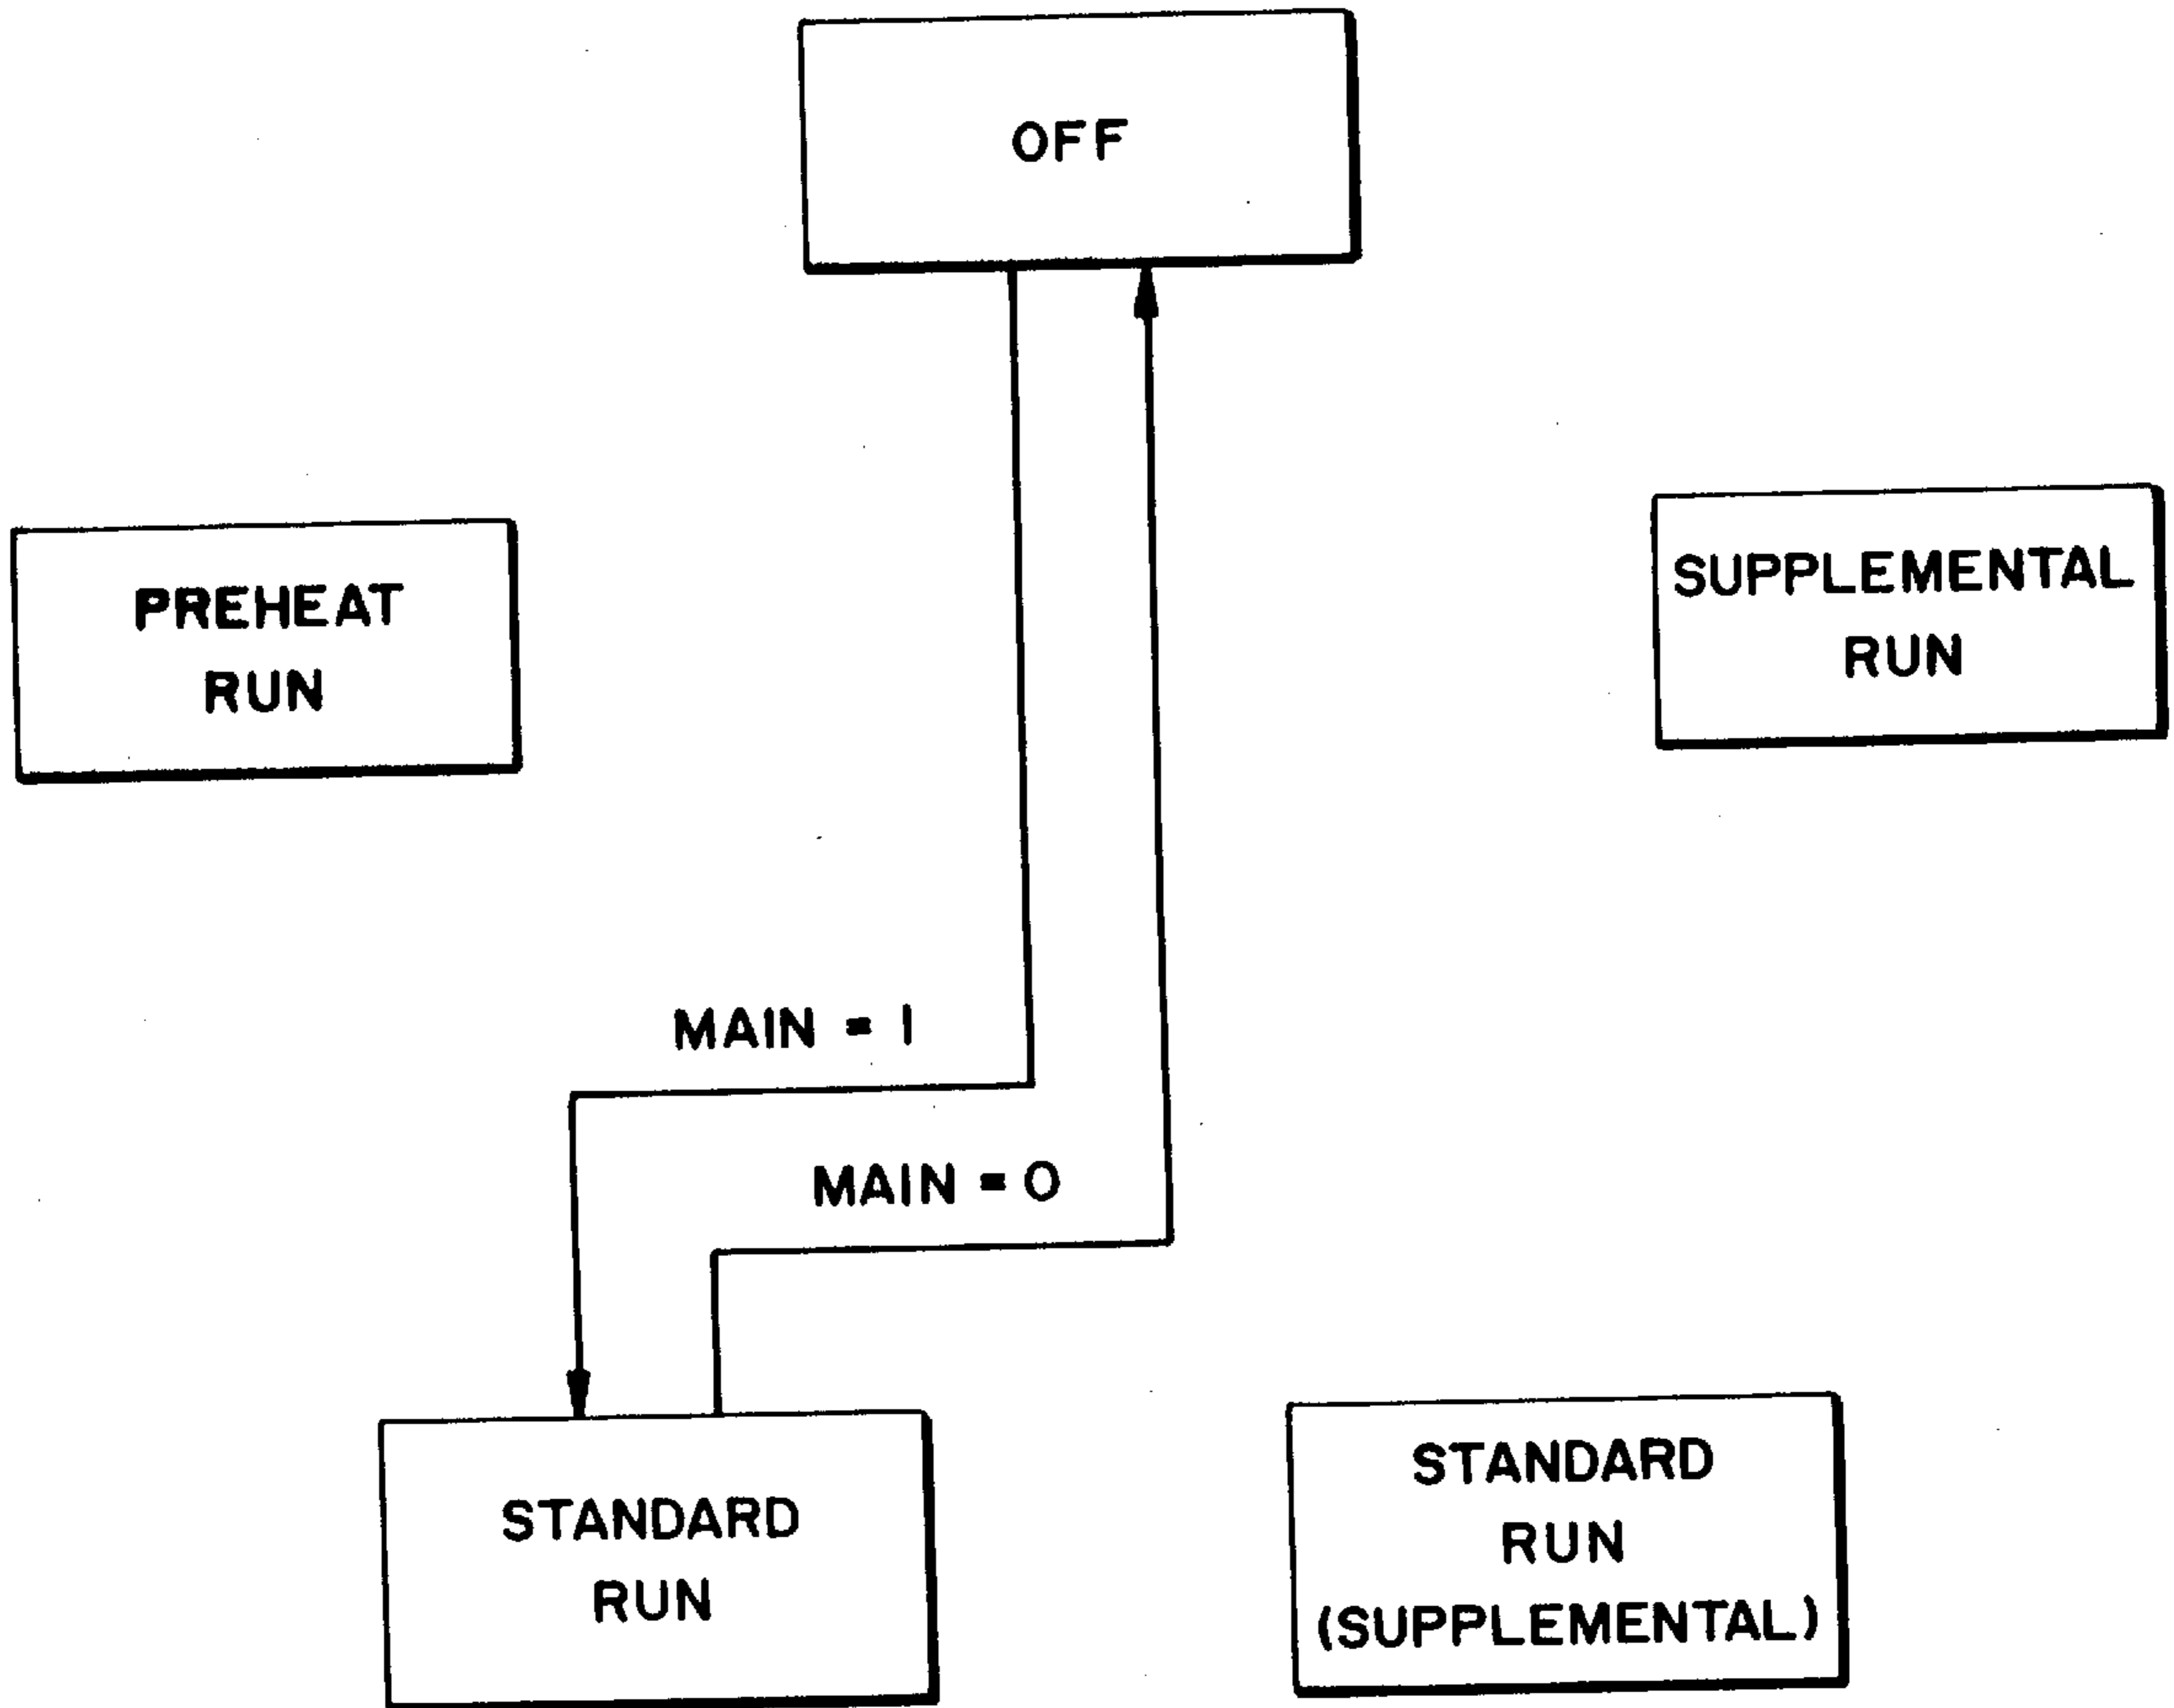 OFF
PREHEAT
RUN
SUPPLEMENTAL
RUN
MAIN = 1
MAIN = 0
STANDARD
RUN
STANDARD
RUN
(SUPPLEMENTAL)